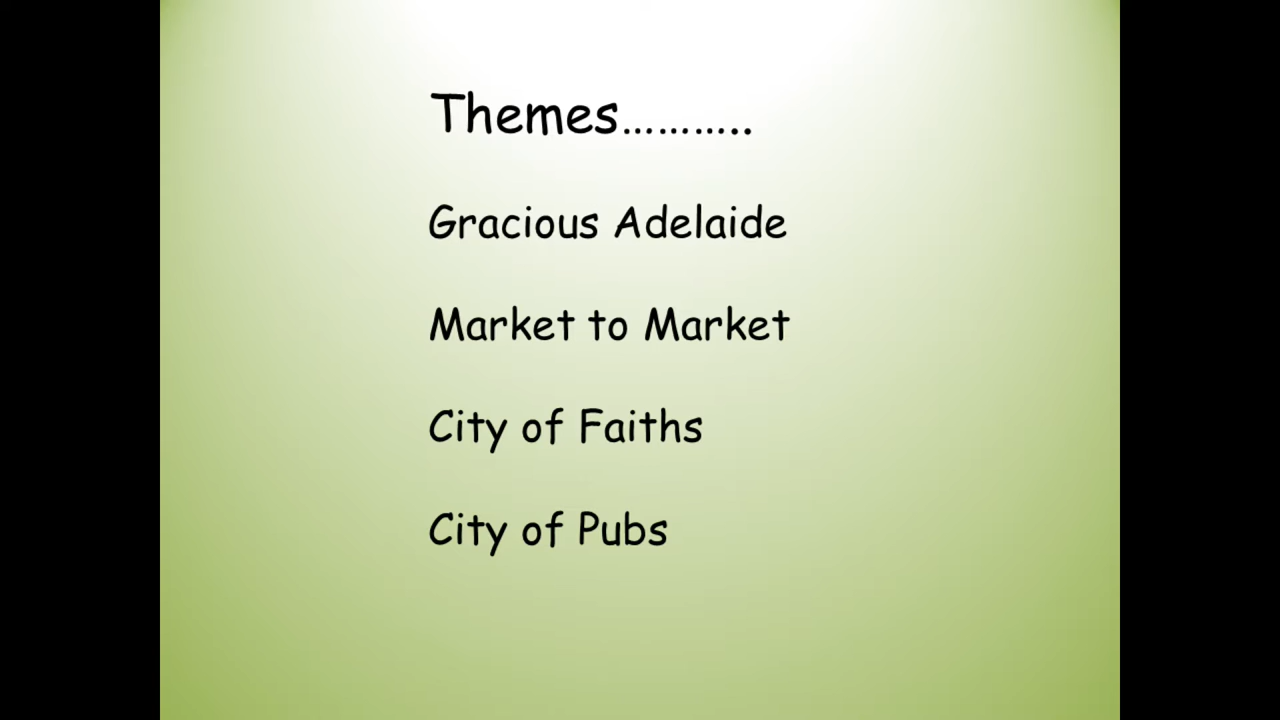 Themes………..
Gracious Adelaide
Market to Market
City of Faiths
City of Pubs